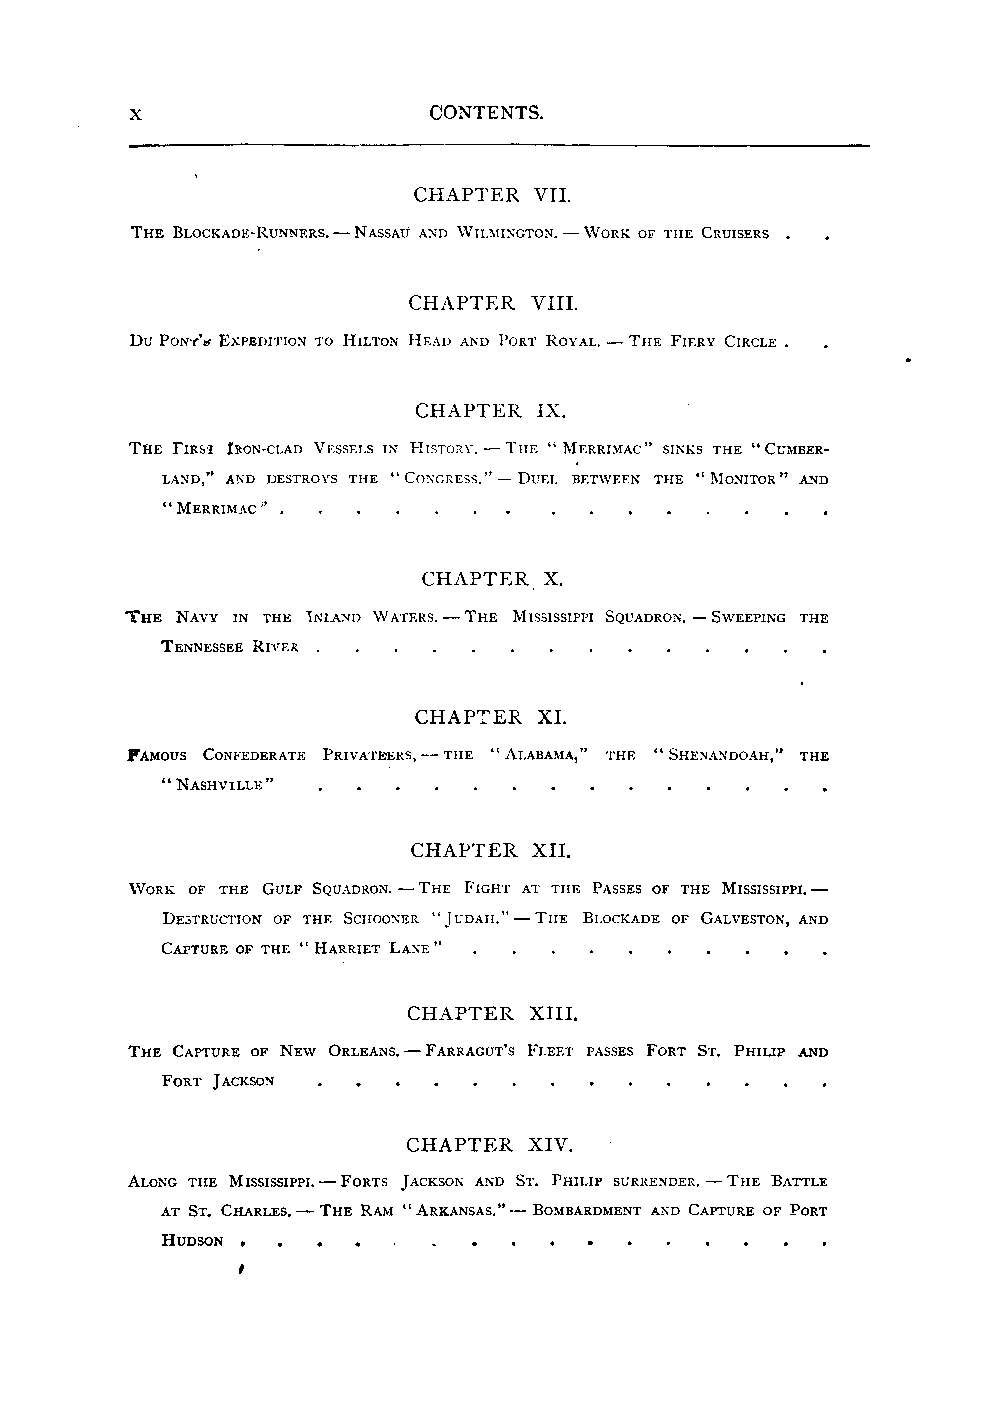 x CONTENTS.
CHAPTER VII.
The Blockade-Runners. — Nassau and Wilmington. — Work of the Cruisers . .
CHAPTER VIII.
Du Pont's Expedition to Hilton Head and Port Royal. — The Fiery Circle . .
CHAPTER IX.
The First Iron-clad Vessels in History. — The "Merrimac" sinks the "Cumber-
land," and destroys the "Congress." — Duel between the "Monitor" and
"Merrimac" . . . . . . . . . . . . . . .
CHAPTER X.
The Navy in the Inland Waters. — The Mississippi Squadron. — Sweeping the
Tennessee River . . . . . . . . . . . . . .
CHAPTER XI.
Famous Confederate Privateers, — the "Alabama," the "Shenandoah," the
"Nashville" . . . . . . . . . . . . . .
CHAPTER XII.
Work of the Gulf Squadron. — The Fight at the Passes of the Mississippi. —
Destruction of the Schooner "Judah." — The Blockade of Galveston, and
Capture of the "Harriet Lane" . . . . . . . . . .
CHAPTER XIII.
The Capture of New Orleans. — Farragut's Fleet passes Fort St. Philip and
Fort Jackson . . . . . . . . . . . . . .
CHAPTER XIV.
Along the Mississippi. — Forts Jackson and St. Philip surrender. — The Battle
at St. Charles. — The Ram "Arkansas." — Bombardment and Capture of Port
Hudson . . . . . . . . . . . . . . . .